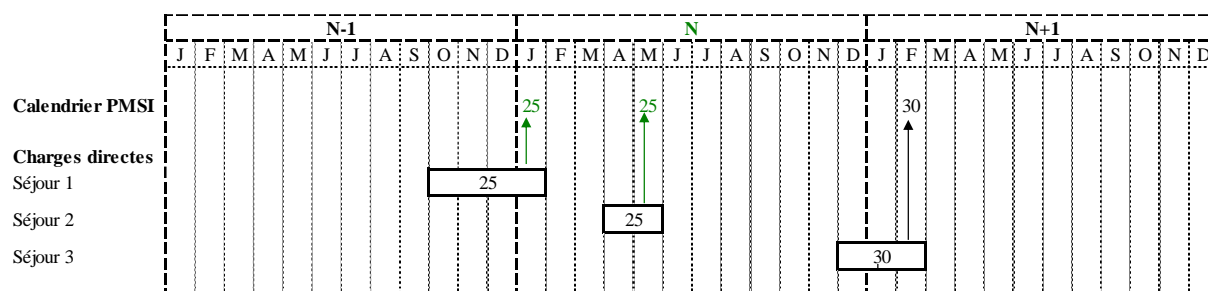 N-1 N N+1
J F M A M J J A S O N D J F M A M J J A S O N D J F M A M J J A S O N D
Calendrier PMSI 25 25 30
Charges directes
Séjour 1 25
Séjour 2 25
Séjour 3 30